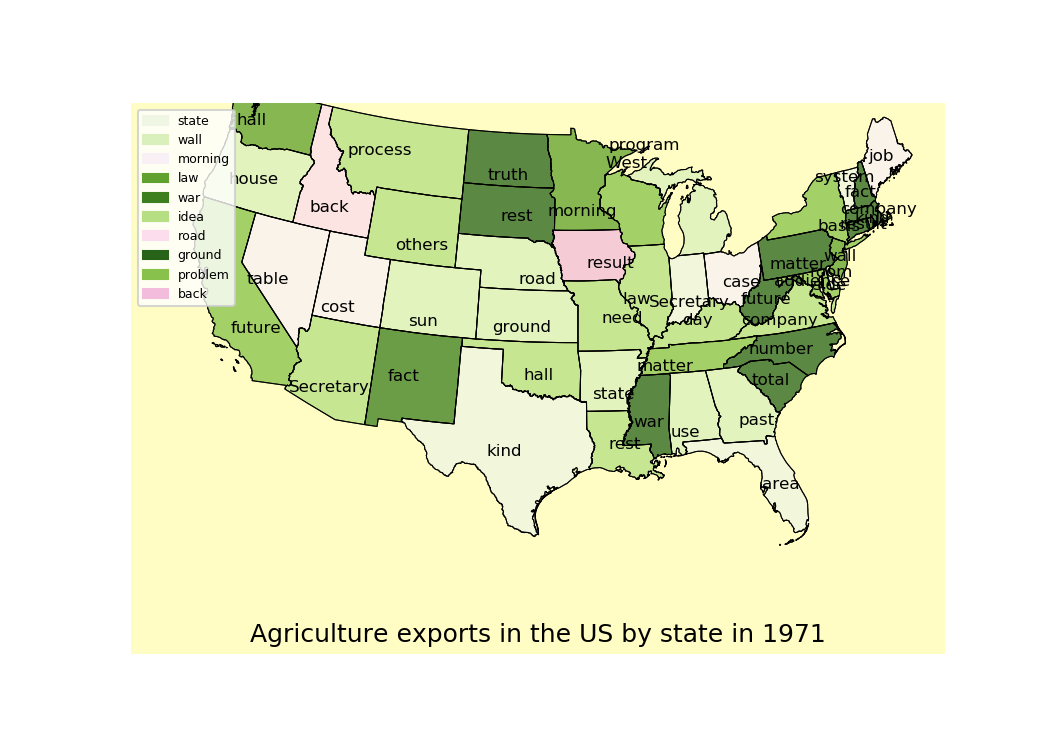 state
wall
morning
law
war
idea
road
ground
problem
back
hall
house
process
back
truth
program
West
job
system
fact
rest
morning
company
others
basis
table
road
result
matter
wall
room
case
audience
cost
law
Secretary
future
sun
ground
need
day
company
future
number
matter
Secretary
fact
hall
state
total
war
use
past
rest
kind
area
Agriculture exports in the US by state in 1971